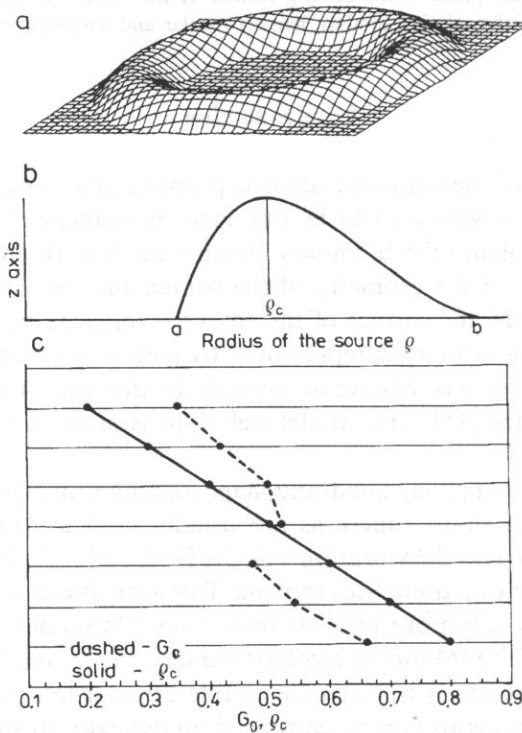 a
b
z axis
a
ϱc
b
Radius of the source ϱ
c
dashed - G₀
solid - ϱc
0.1 0.2 0.3 0.4 0.5 0.6 0.7 0.8 0.9
G₀, ϱc